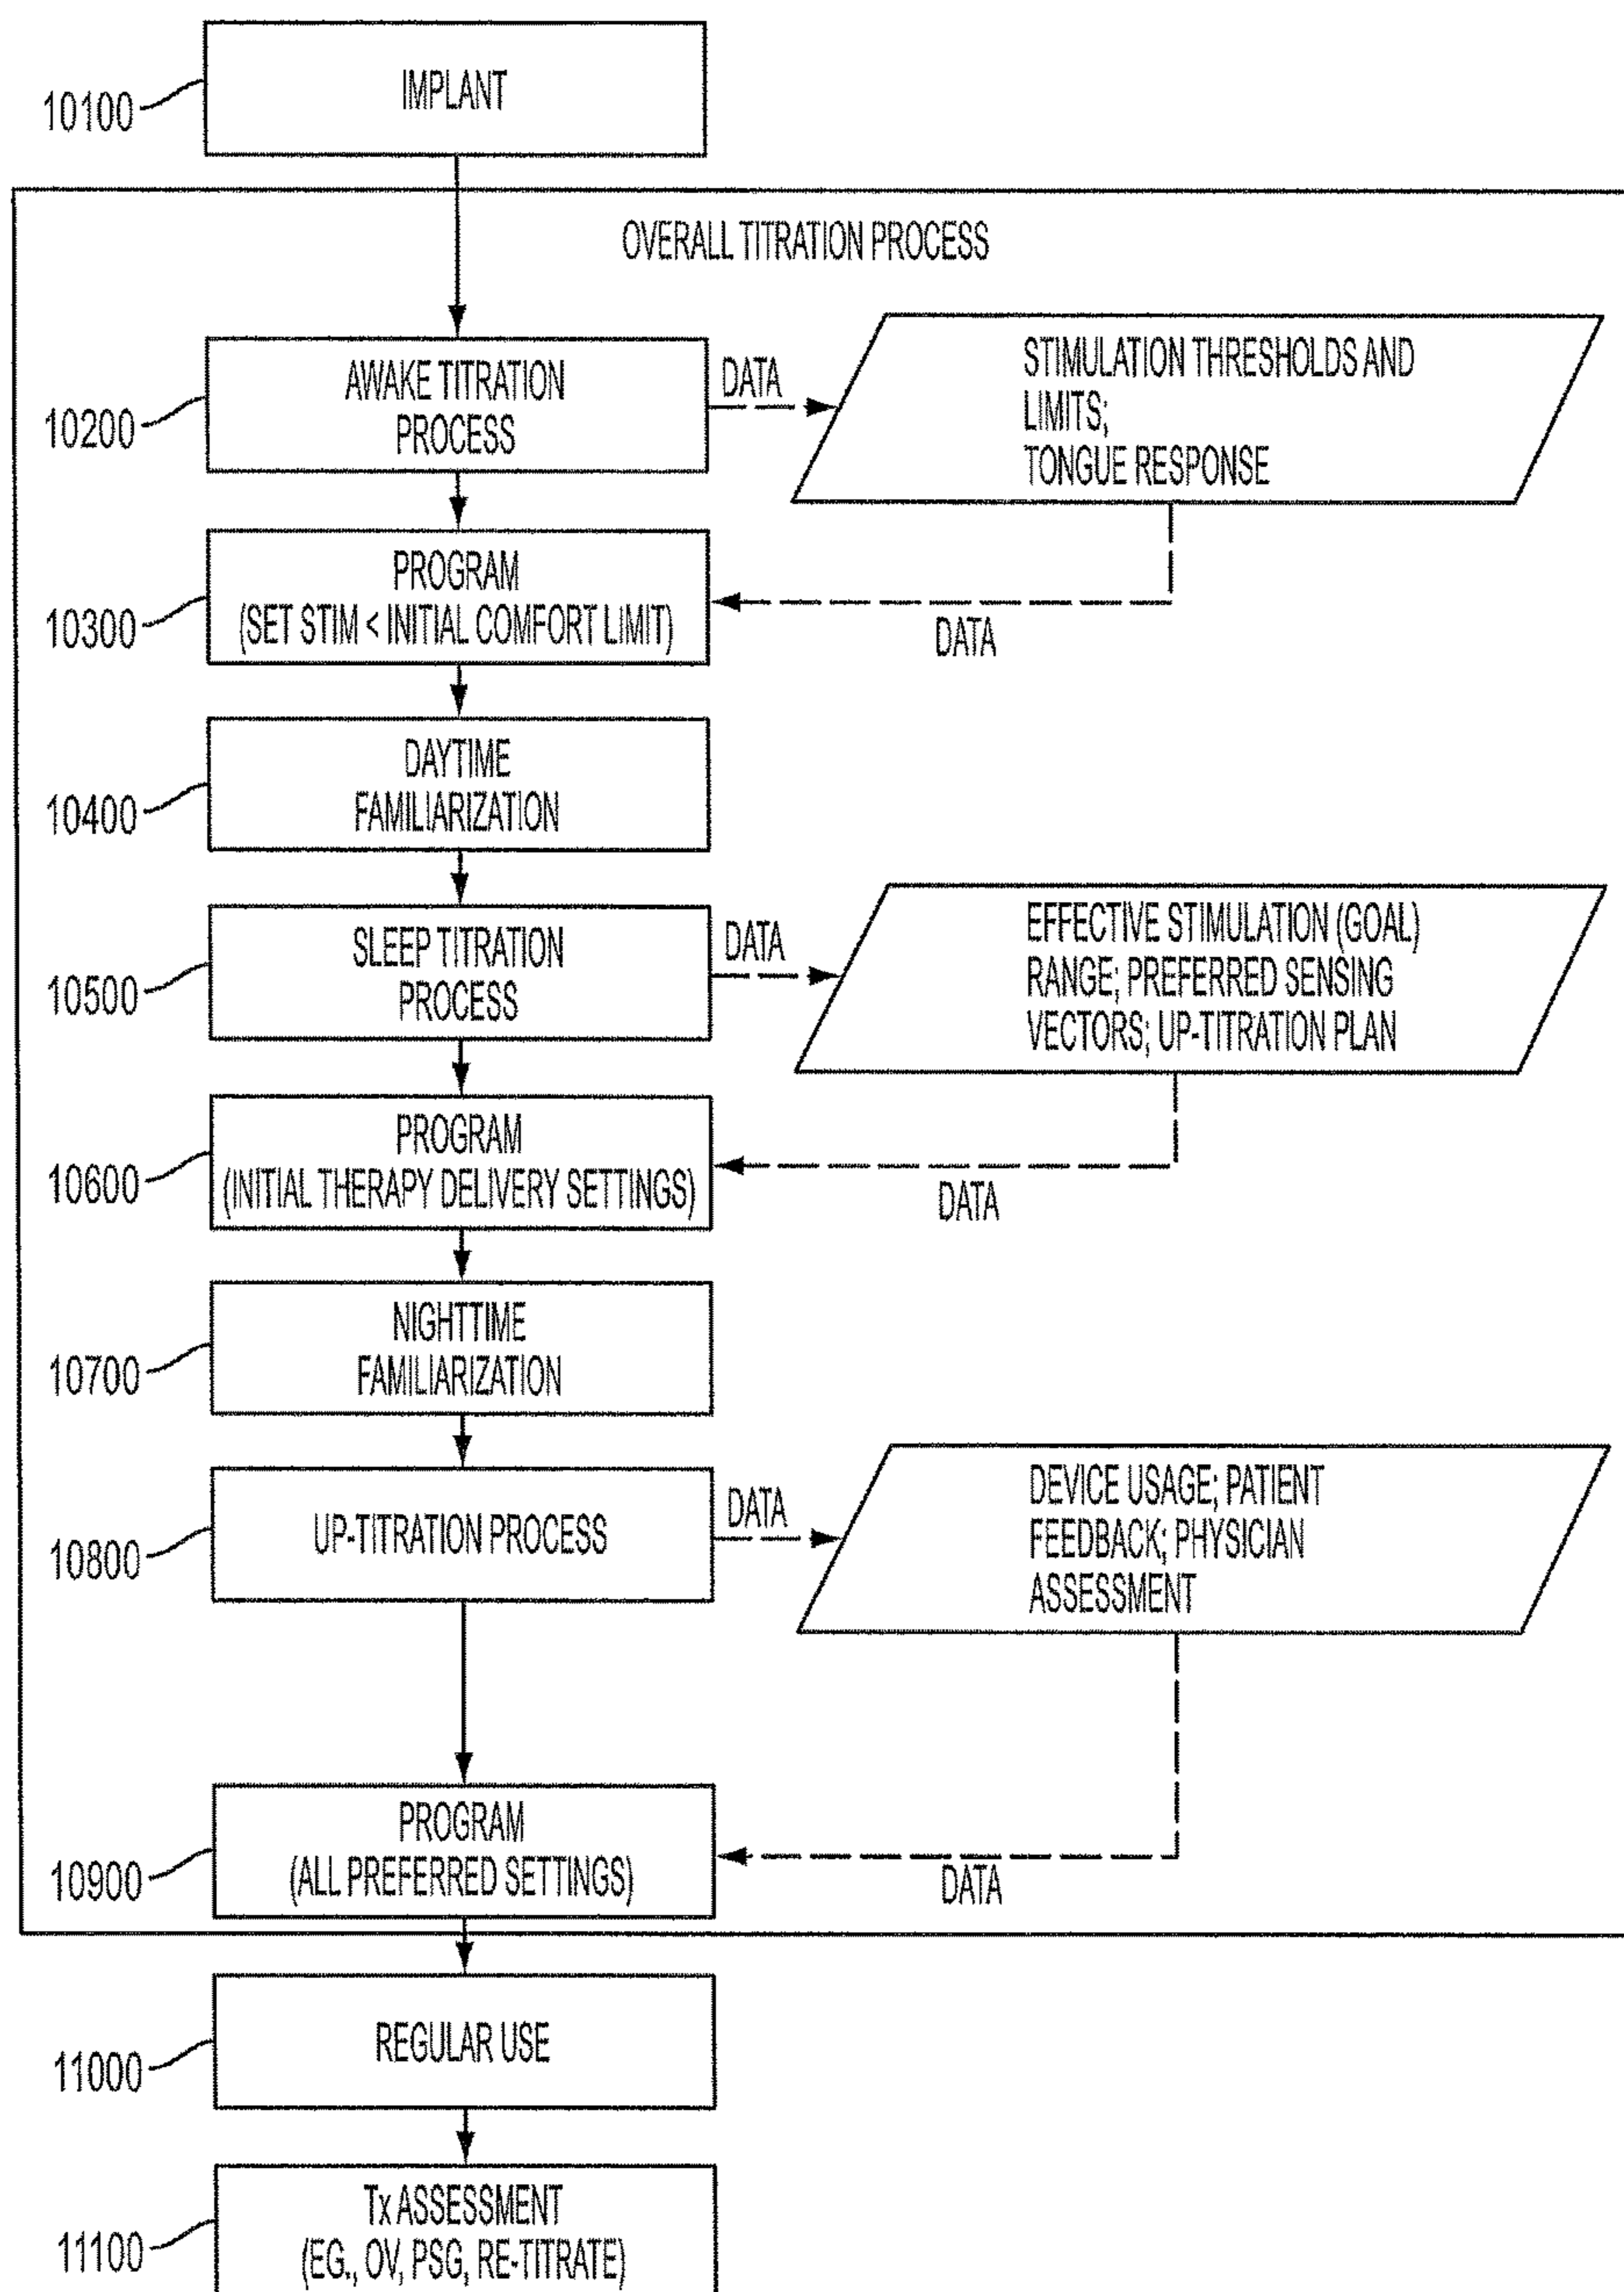 IMPLANT
10100
OVERALL TITRATION PROCESS
AWAKE TITRATION
PROCESS
10200
DATA
STIMULATION THRESHOLDS AND
LIMITS;
TONGUE RESPONSE
PROGRAM
(SET STIM < INITIAL COMFORT LIMIT)
10300
DATA
DAYTIME
FAMILIARIZATION
10400
SLEEP TITRATION
PROCESS
10500
DATA
EFFECTIVE STIMULATION (GOAL)
RANGE; PREFERRED SENSING
VECTORS; UP-TITRATION PLAN
PROGRAM
(INITIAL THERAPY DELIVERY SETTINGS)
10600
DATA
NIGHTTIME
FAMILIARIZATION
10700
UP-TITRATION PROCESS
10800
DATA
DEVICE USAGE; PATIENT
FEEDBACK; PHYSICIAN
ASSESSMENT
PROGRAM
(ALL PREFERRED SETTINGS)
10900
DATA
REGULAR USE
11000
Tx ASSESSMENT
(EG., OV, PSG, RE-TITRATE)
11100